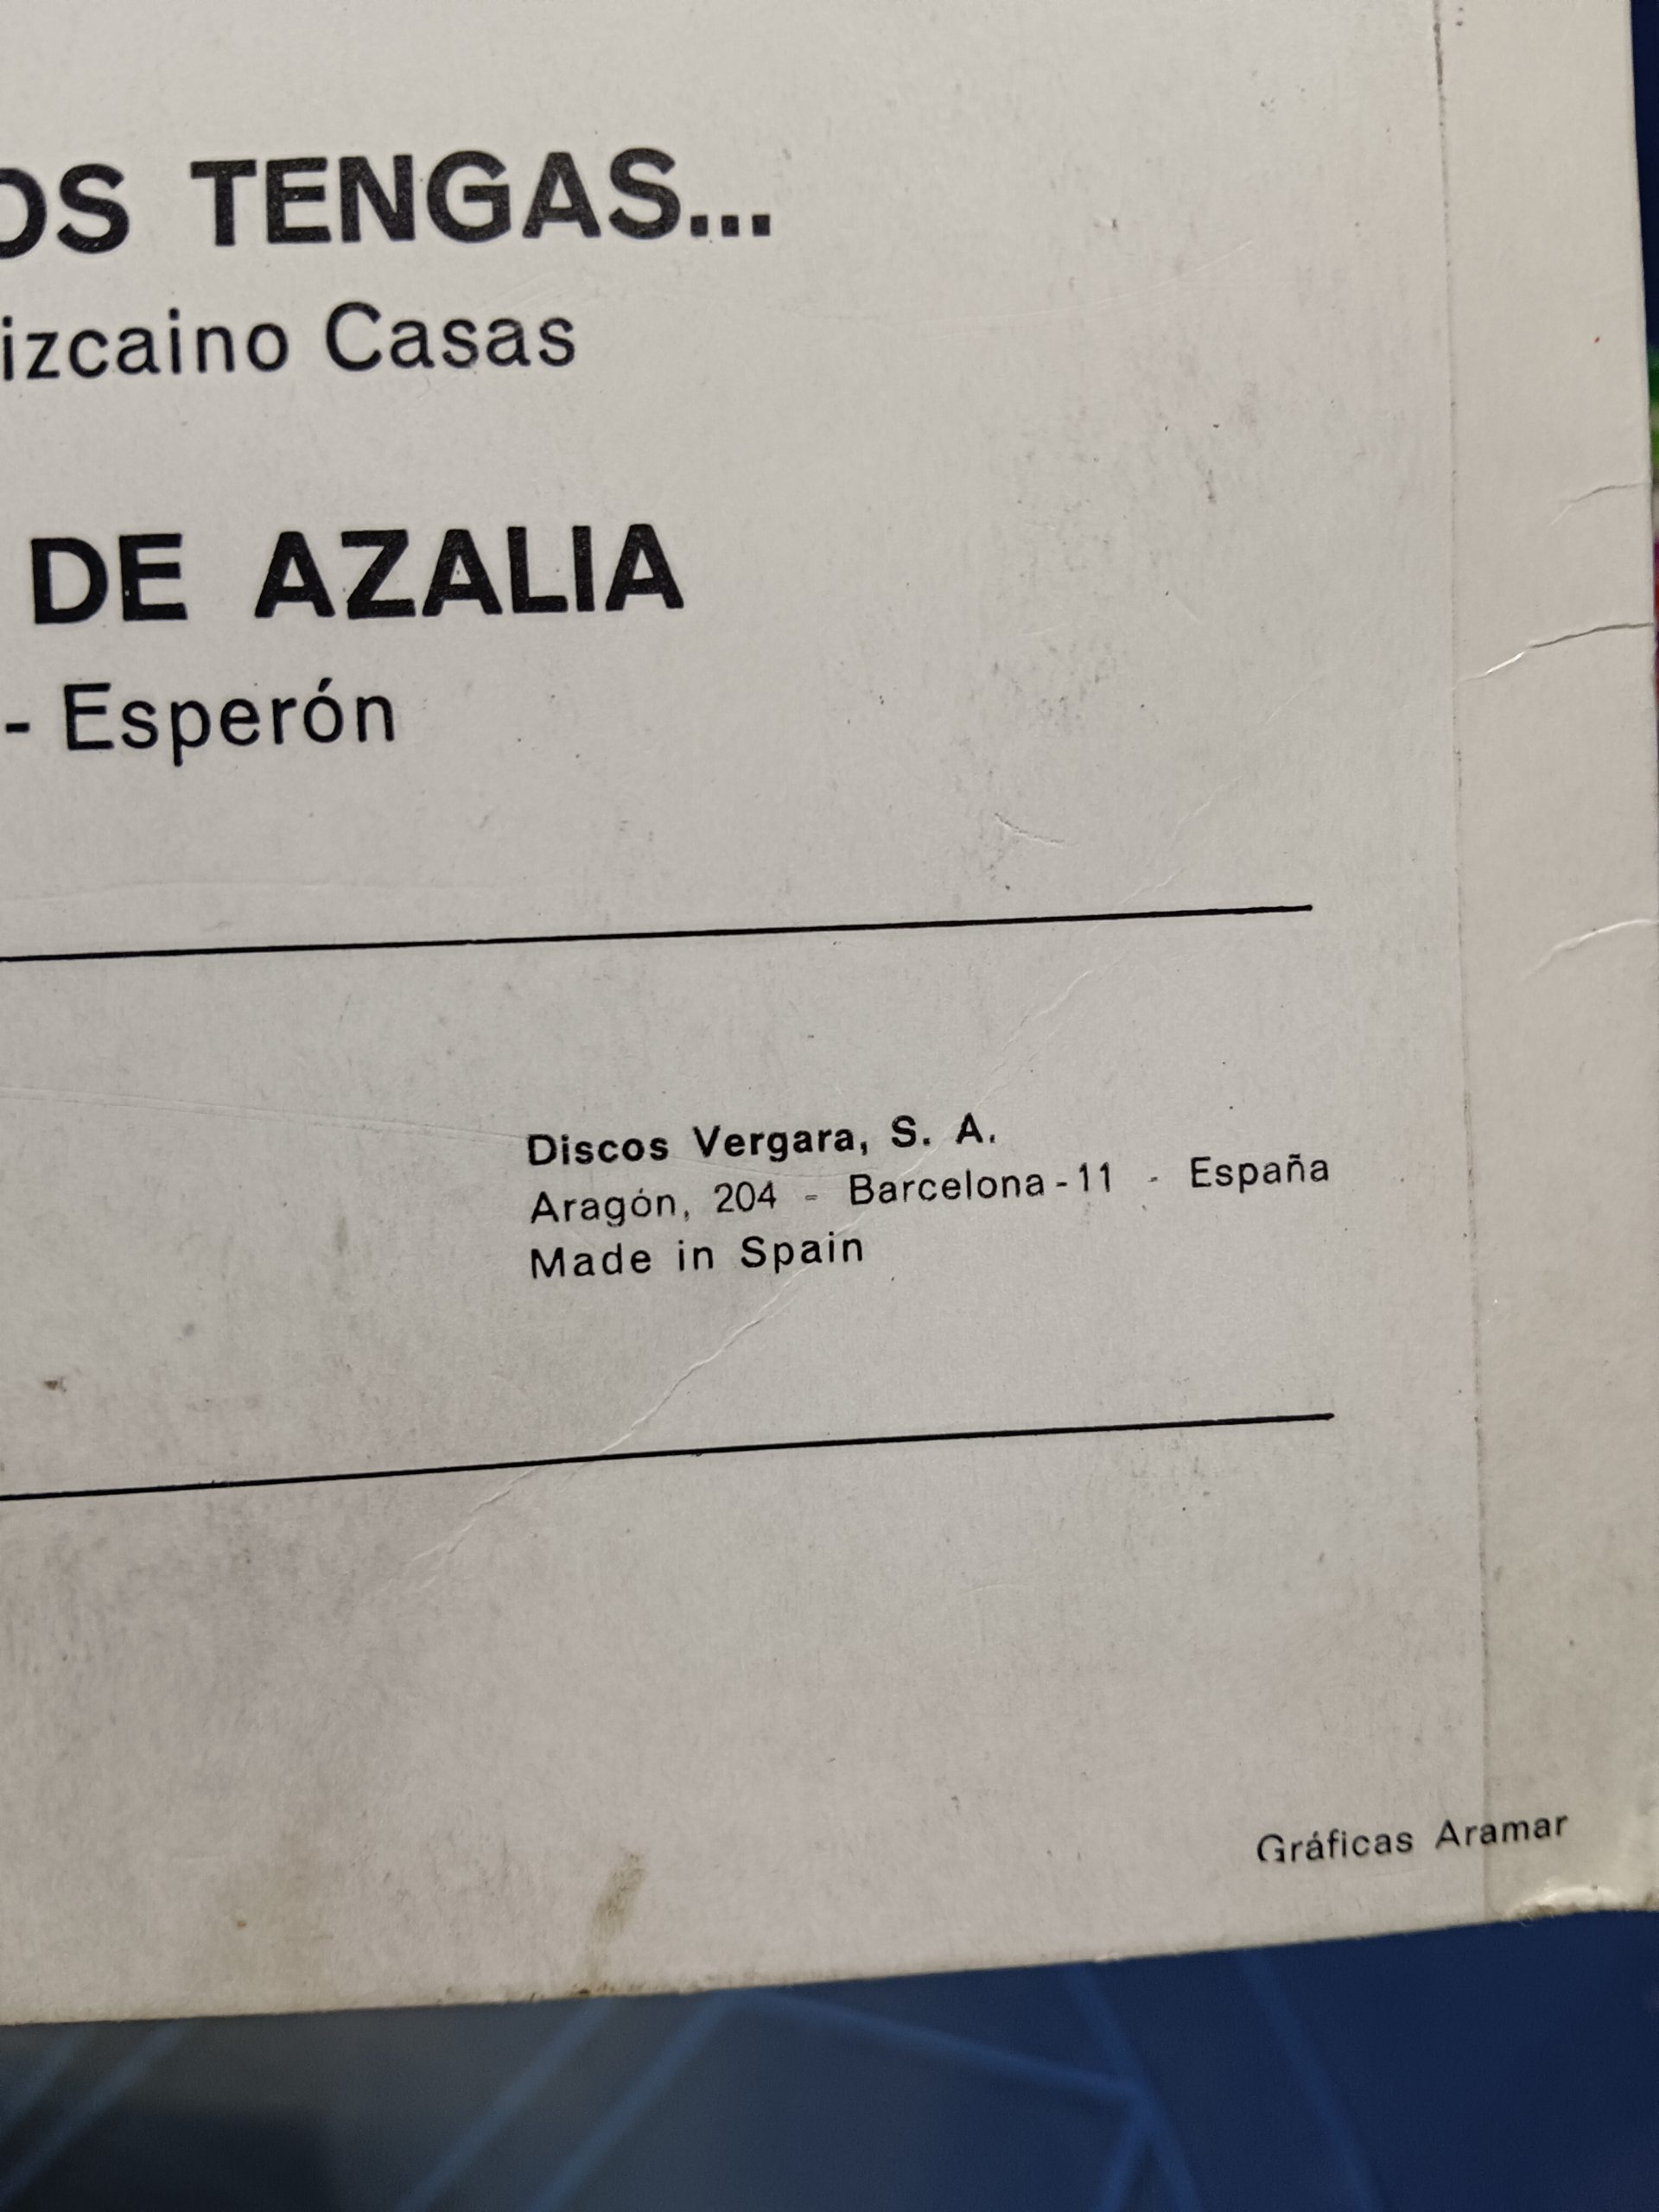 OS TENGAS...
izcaino Casas
DE AZALIA
- Esperón
Discos Vergara, S. A.
Aragón, 204 - Barcelona-11 - España
Made in Spain
Gráficas Aramar